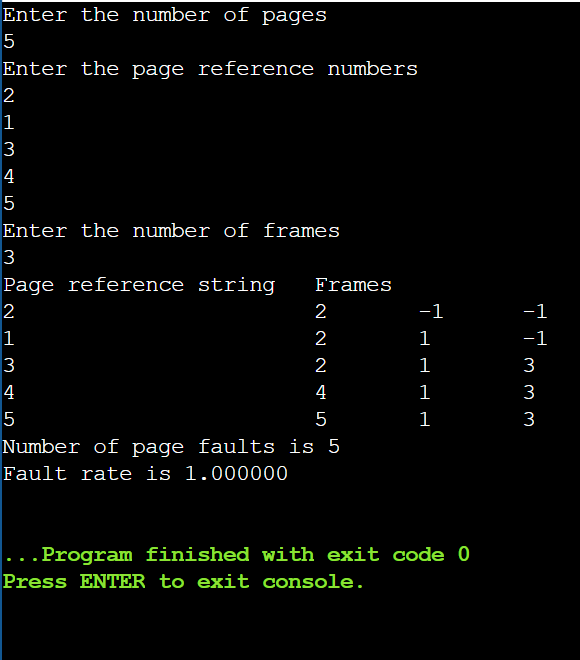 Enter the number of pages
5
Enter the page reference numbers
2
1
3
4
5
Enter the number of frames
3
Page reference string Frames
2 2 -1 -1
1 2 1 -1
3 2 1 3
4 4 1 3
5 5 1 3
Number of page faults is 5
Fault rate is 1.000000
...Program finished with exit code 0
Press ENTER to exit console.